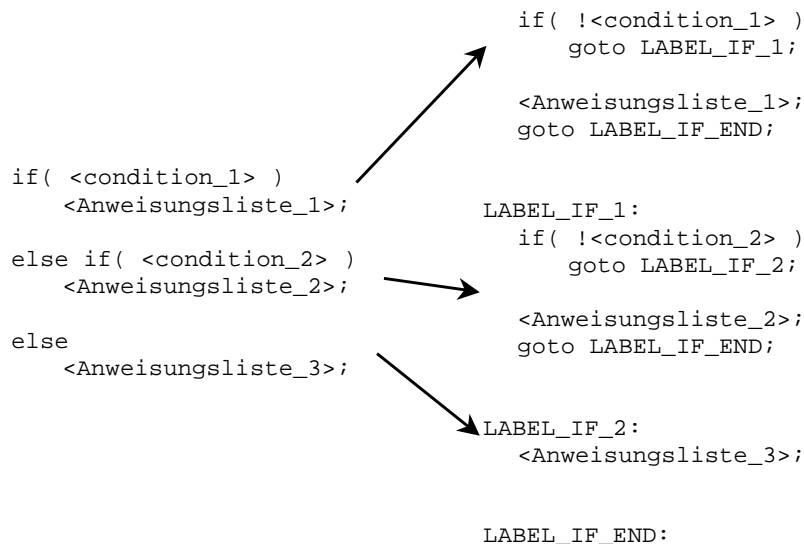 if( <condition_1> )
<Anweisungsliste_1>;
else if( <condition_2> )
<Anweisungsliste_2>;
else
<Anweisungsliste_3>;
if( !<condition_1> )
goto LABEL_IF_1;
<Anweisungsliste_1>;
goto LABEL_IF_END;
LABEL_IF_1:
if( !<condition_2> )
goto LABEL_IF_2;
<Anweisungsliste_2>;
goto LABEL_IF_END;
LABEL_IF_2:
<Anweisungsliste_3>;
LABEL_IF_END: